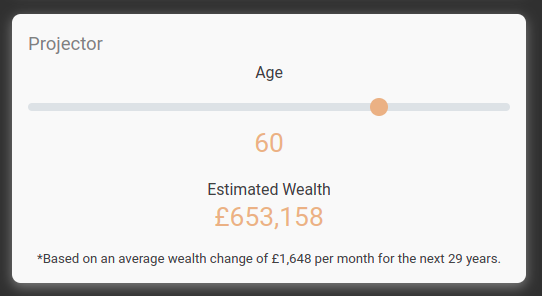 Projector
Age
60
Estimated Wealth
£653,158
*Based on an average wealth change of £1,648 per month for the next 29 years.